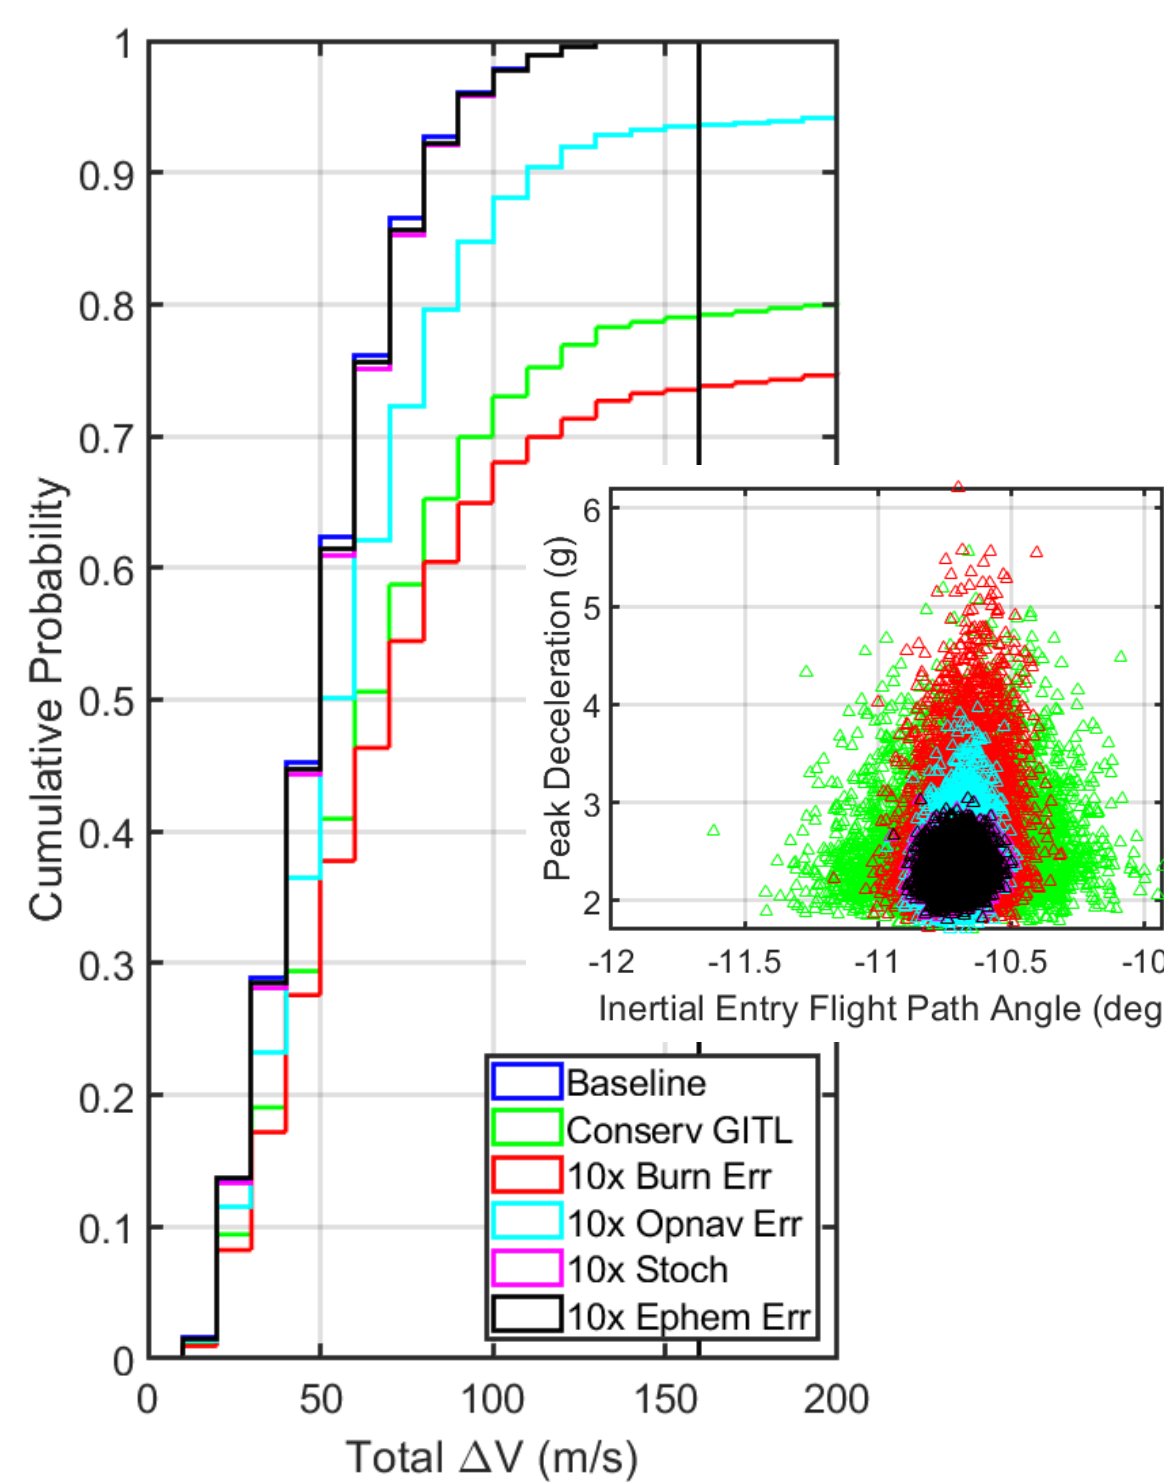 1
0.9
0.8
0.7
0.6
0.5
0.4
0.3
0.2
0.1
0
0
50
100
150
200
Cumulative Probability
Total ΔV (m/s)
6
5
4
3
2
-12
-11.5
-11
-10.5
-10
Peak Deceleration (g)
Inertial Entry Flight Path Angle (deg
Baseline
Conserv GITL
10x Burn Err
10x Opnav Err
10x Stoch
10x Ephem Err